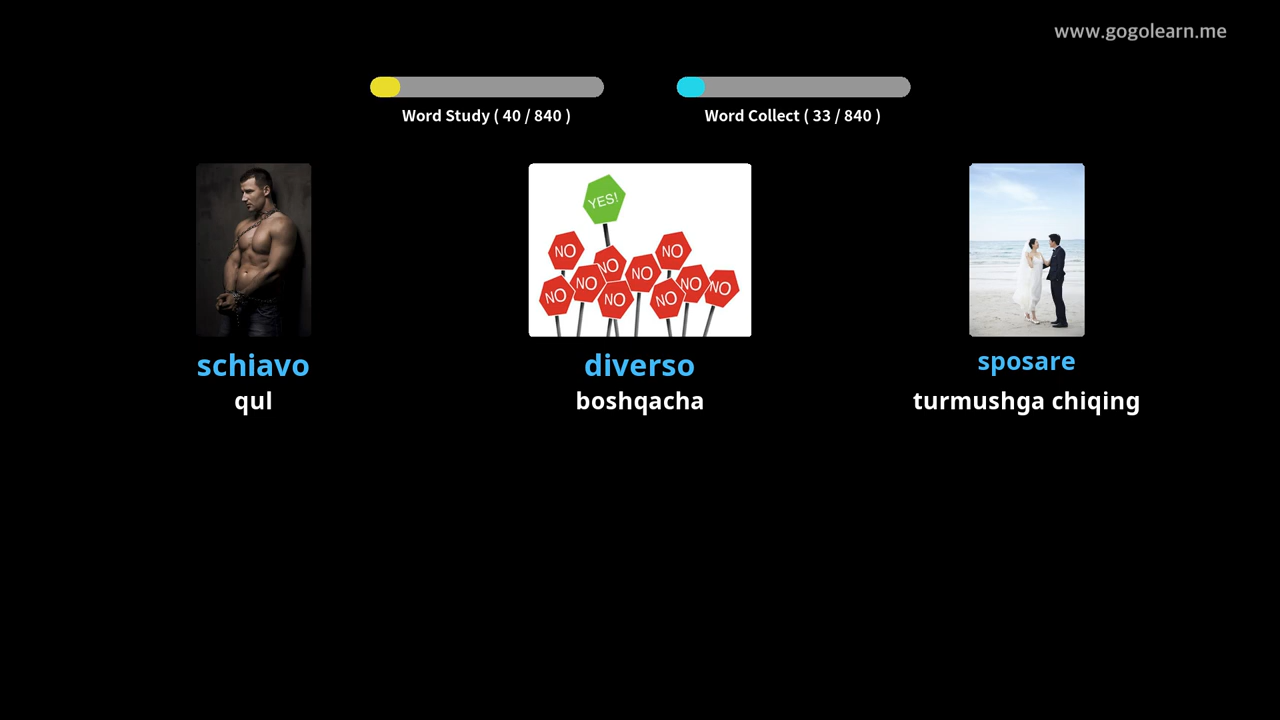 www.gogolearn.me
Word Study ( 40 / 840 )
Word Collect ( 33 / 840 )
YES!
NO
NO
NO
NO
NO
NO
NO
NO
NO
NO
schiavo
diverso
sposare
qul
boshqacha
turmushga chiqing